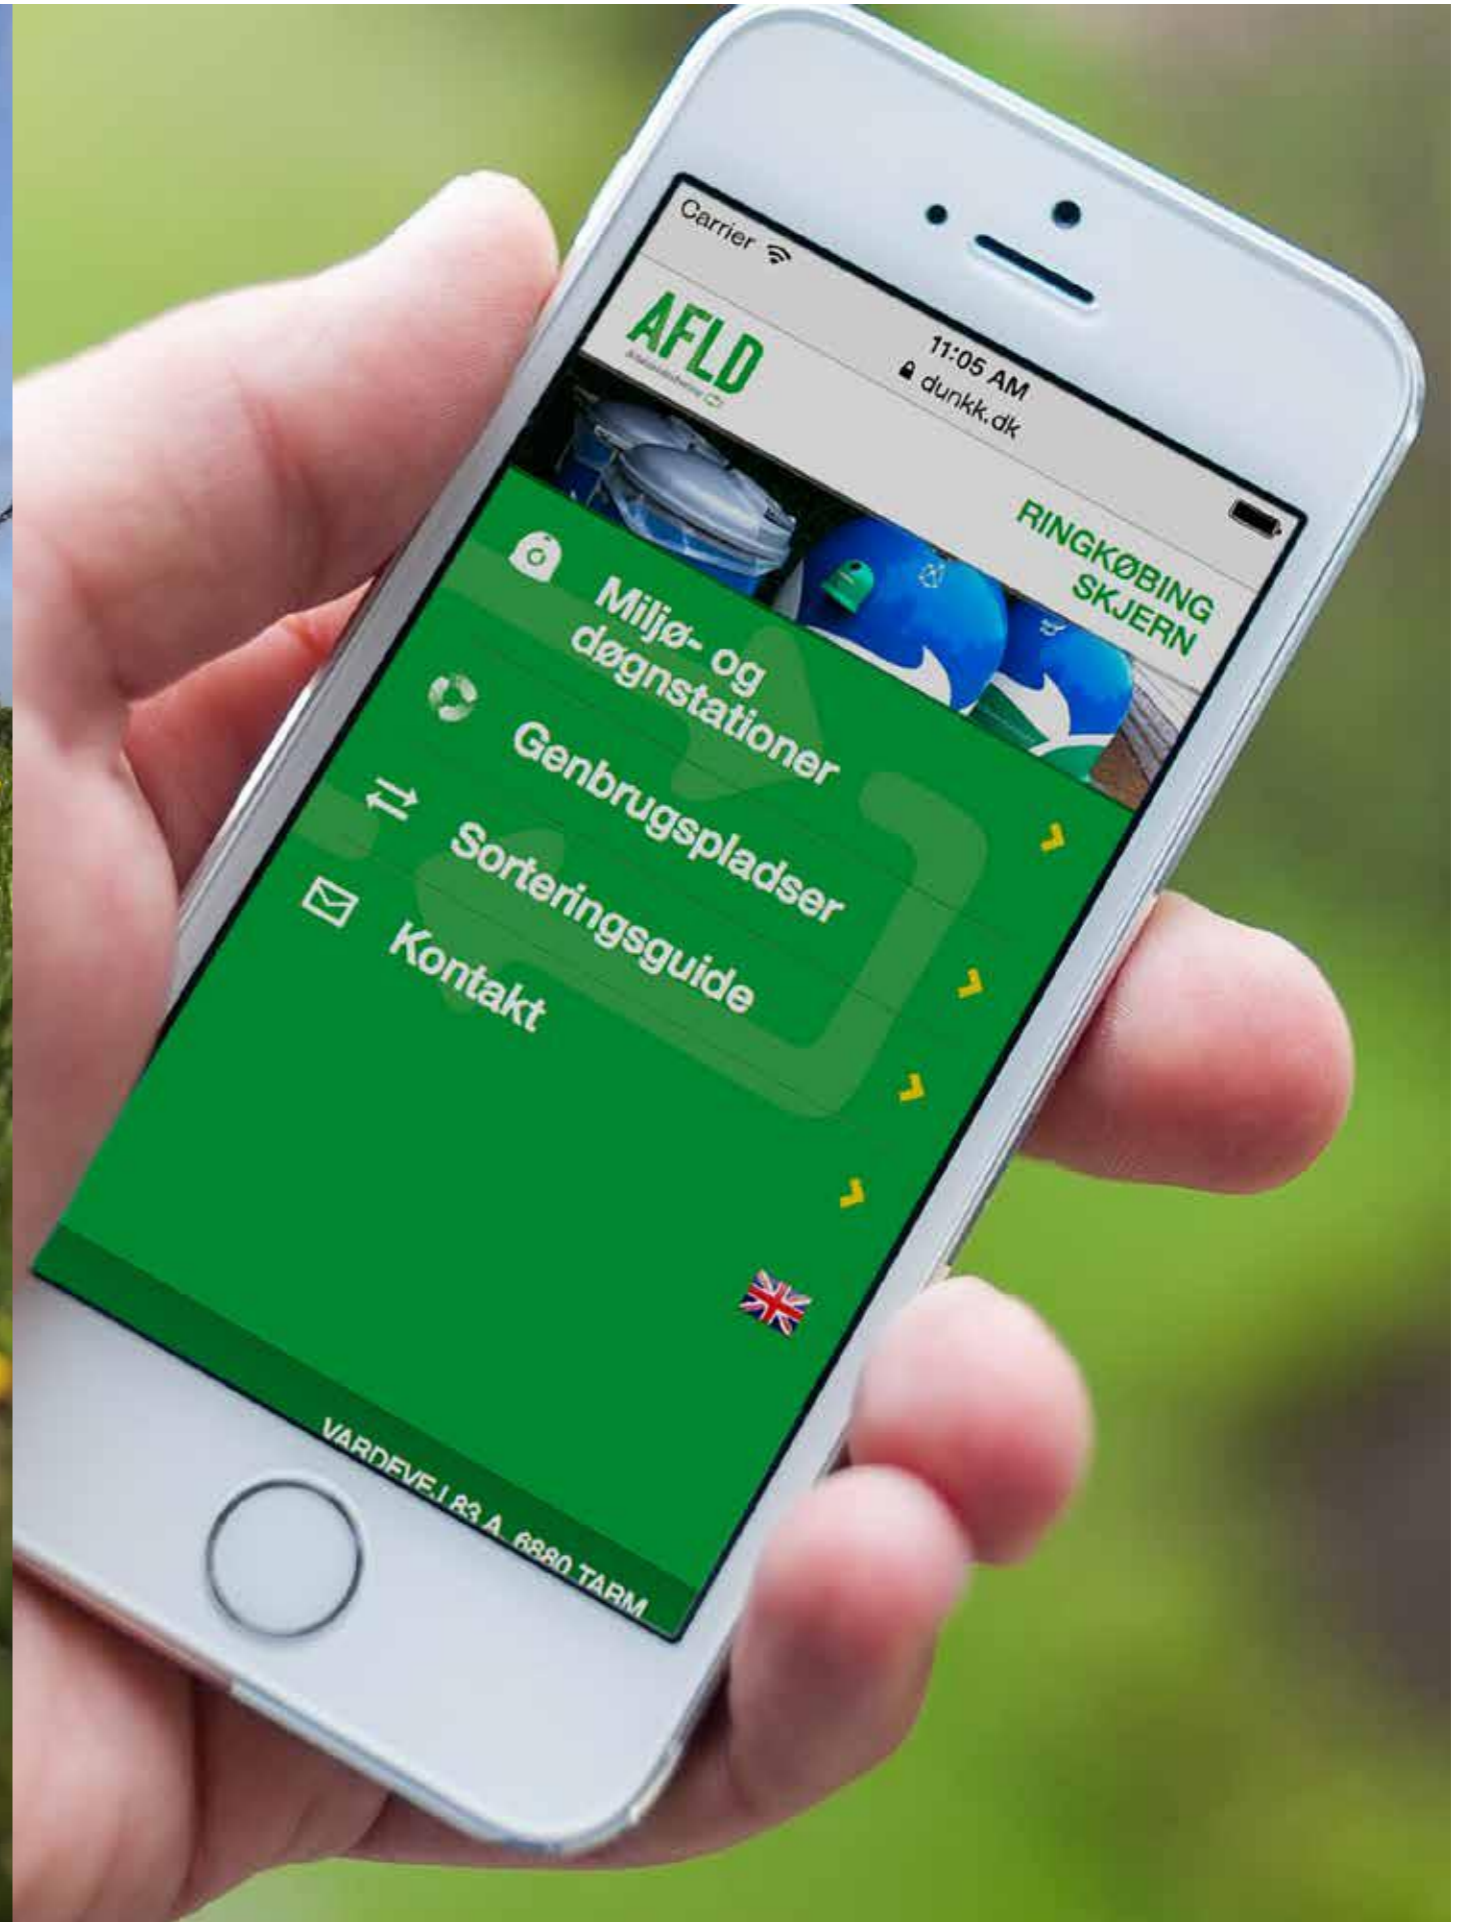 Carrier
11:05 AM
dunkk.dk
AFLD
RINGKØBING
SKJERN
Miljø- og
døgnstationer
Genbrugspladser
Sorteringsguide
Kontakt
VARDEVEJ 83 A, 6880 TARM